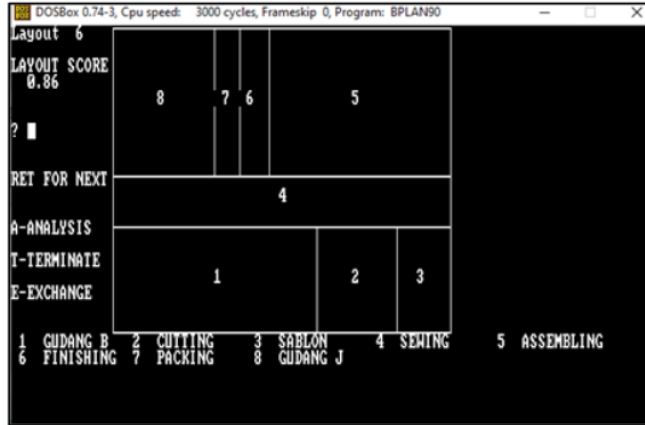 DOSBox 0.74-3, Cpu speed: 3000 cycles, Frameskip 0, Program: BPLAN90
Layout 6
LAYOUT SCORE
0.86
8 7 6 5
?
RET FOR NEXT
4
A-ANALYSIS
T-TERMINATE
1 2 3
E-EXCHANGE
1 GUDANG B 2 CUTTING 3 SABLON 4 SEWING 5 ASSEMBLING
6 FINISHING 7 PACKING 8 GUDANG J